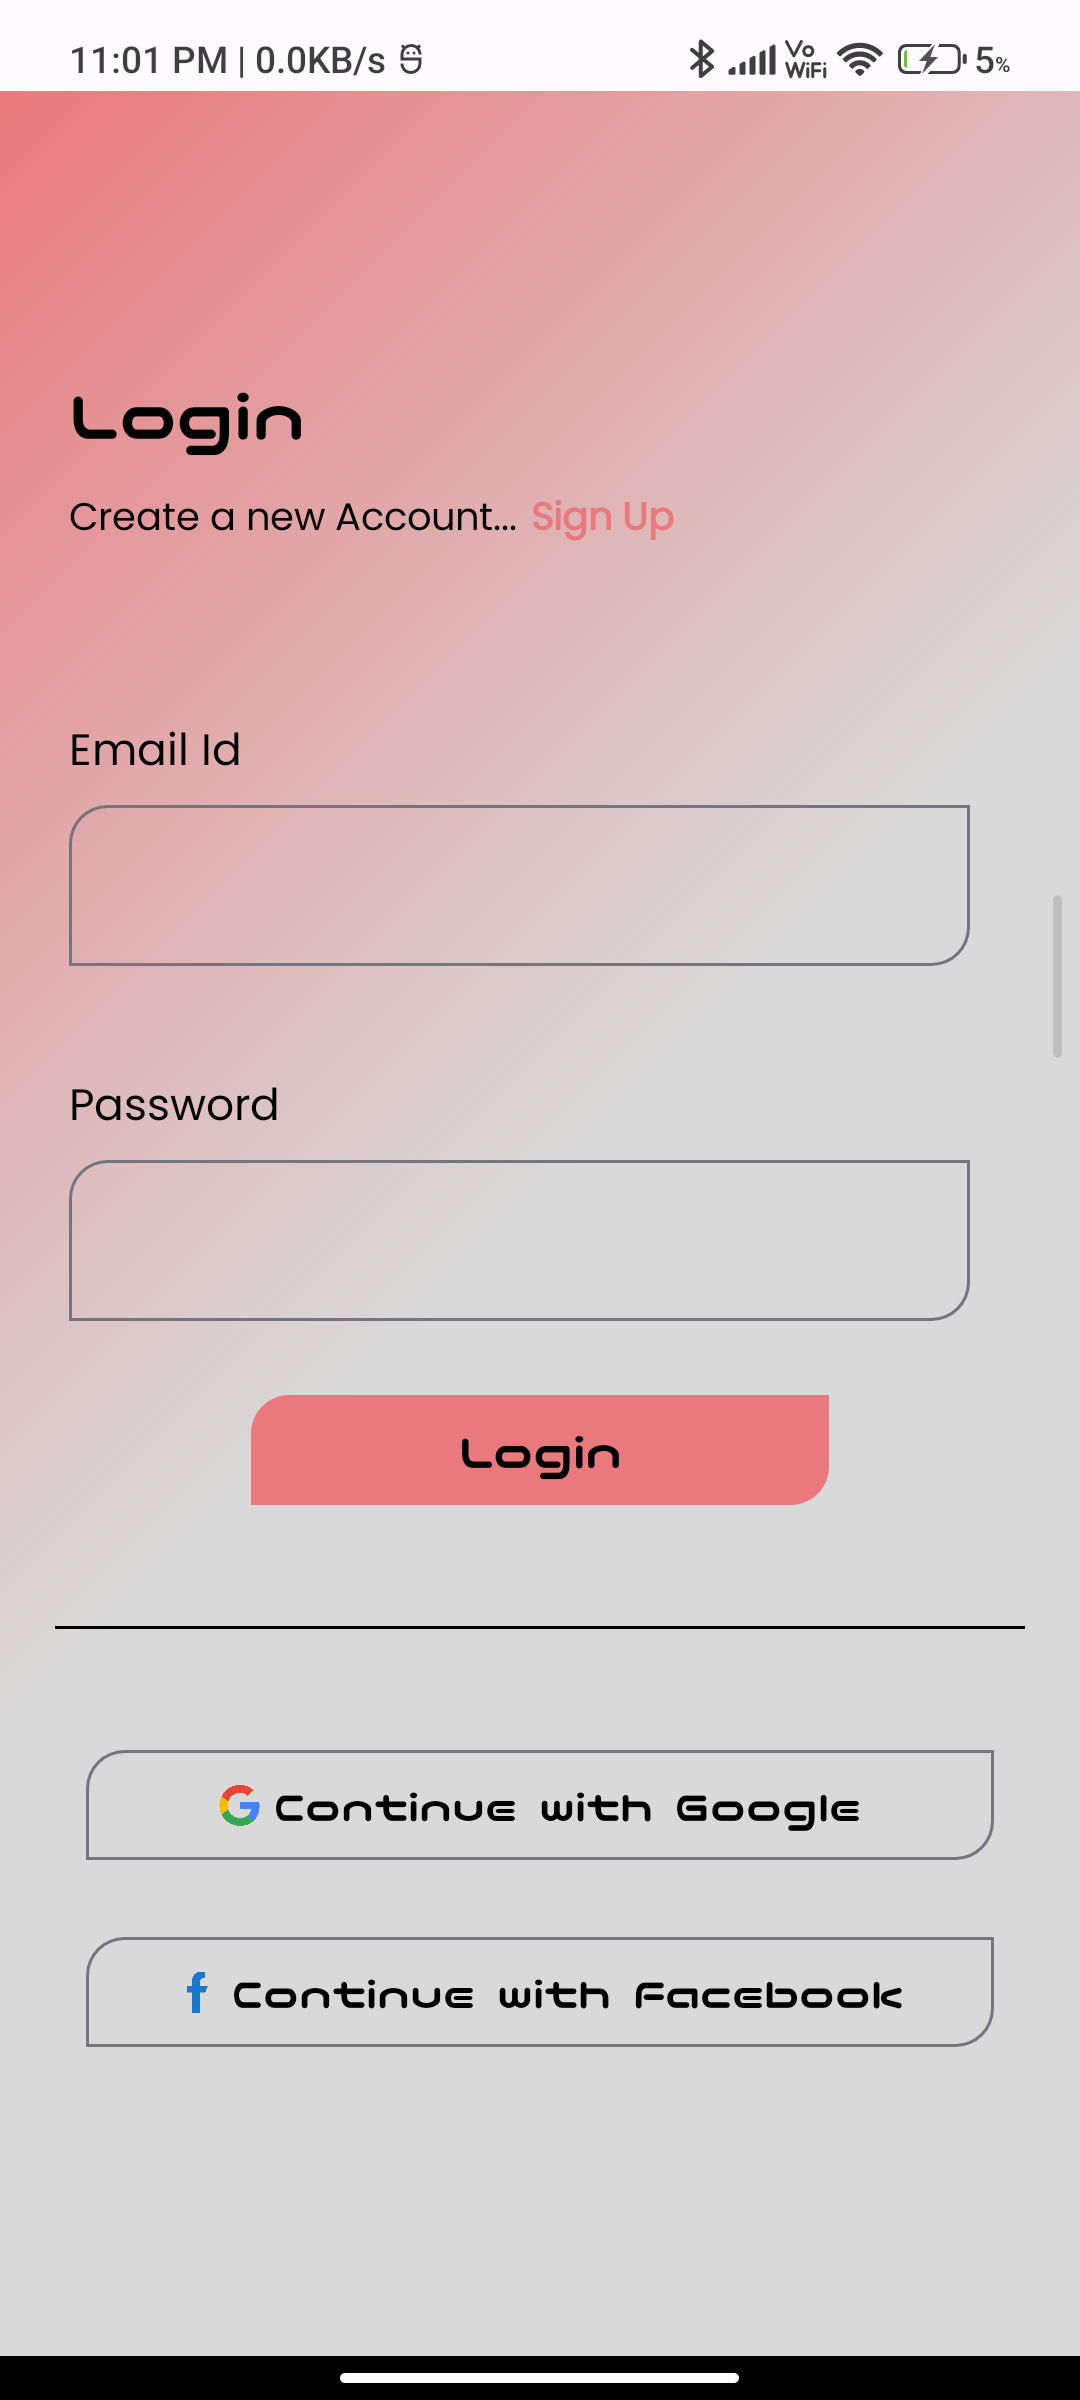 11:01 PM | 0.0KB/s
Vo WiFi 5%
Login
Create a new Account... Sign Up
Email Id
Password
Login
Continue with Google
Continue with Facebook